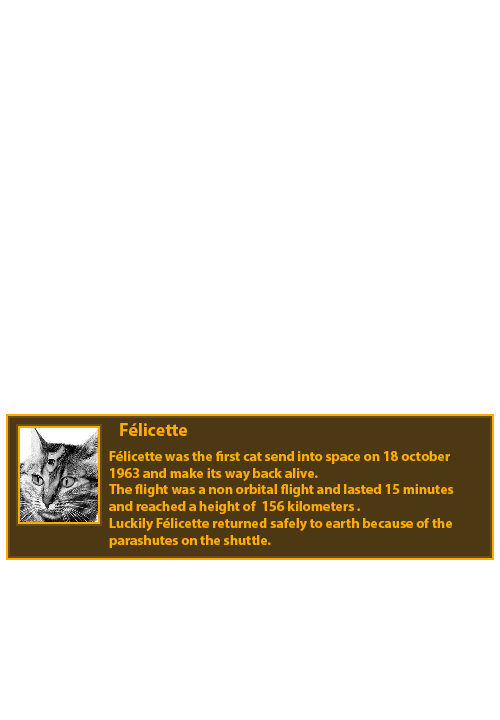 Félicette
Félicette was the first cat send into space on 18 october
1963 and make its way back alive.
The flight was a non orbital flight and lasted 15 minutes
and reached a height of  156 kilometers .
Luckily Félicette returned safely to earth because of the
parashutes on the shuttle.